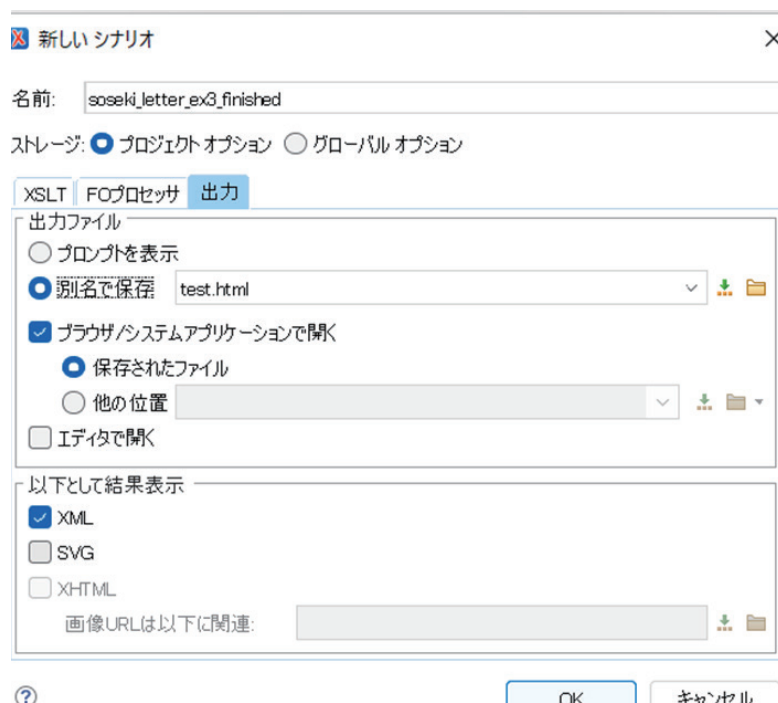 新しい シナリオ
名前: soseki_letter_ex3_finished
ストレージ: プロジェクト オプション グローバル オプション
XSLT FOプロセッサ 出力
出力ファイル
プロンプトを表示
別名で保存 test.html
ブラウザ/システムアプリケーションで開く
保存されたファイル
他の位置
エディタで開く
以下として結果表示
XML
SVG
XHTML
画像URLは以下に関連:
OK キャンセル